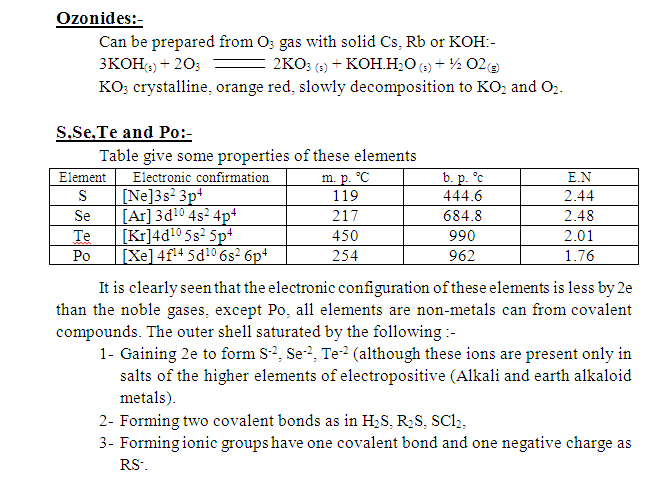 Ozonides:-
Can be prepared from O₃ gas with solid Cs, Rb or KOH:-
3KOH(s) + 2O₃ ═══ 2KO₃ (s) + KOH.H₂O (s) + ½ O2(g)
KO₃ crystalline, orange red, slowly decomposition to KO₂ and O₂.
S,Se,Te and Po:-
Table give some properties of these elements
Element Electronic confirmation m. p. °C b. p. °c E.N
S [Ne]3s² 3p⁴ 119 444.6 2.44
Se [Ar] 3d¹⁰ 4s² 4p⁴ 217 684.8 2.48
Te [Kr]4d¹⁰ 5s² 5p⁴ 450 990 2.01
Po [Xe] 4f¹⁴ 5d¹⁰ 6s² 6p⁴ 254 962 1.76
It is clearly seen that the electronic configuration of these elements is less by 2e
than the noble gases, except Po, all elements are non-metals can from covalent
compounds. The outer shell saturated by the following :-
1- Gaining 2e to form S⁻², Se⁻², Te⁻² (although these ions are present only in
salts of the higher elements of electropositive (Alkali and earth alkaloid
metals).
2- Forming two covalent bonds as in H₂S, R₂S, SCl₂,
3- Forming ionic groups have one covalent bond and one negative charge as
RS⁻.